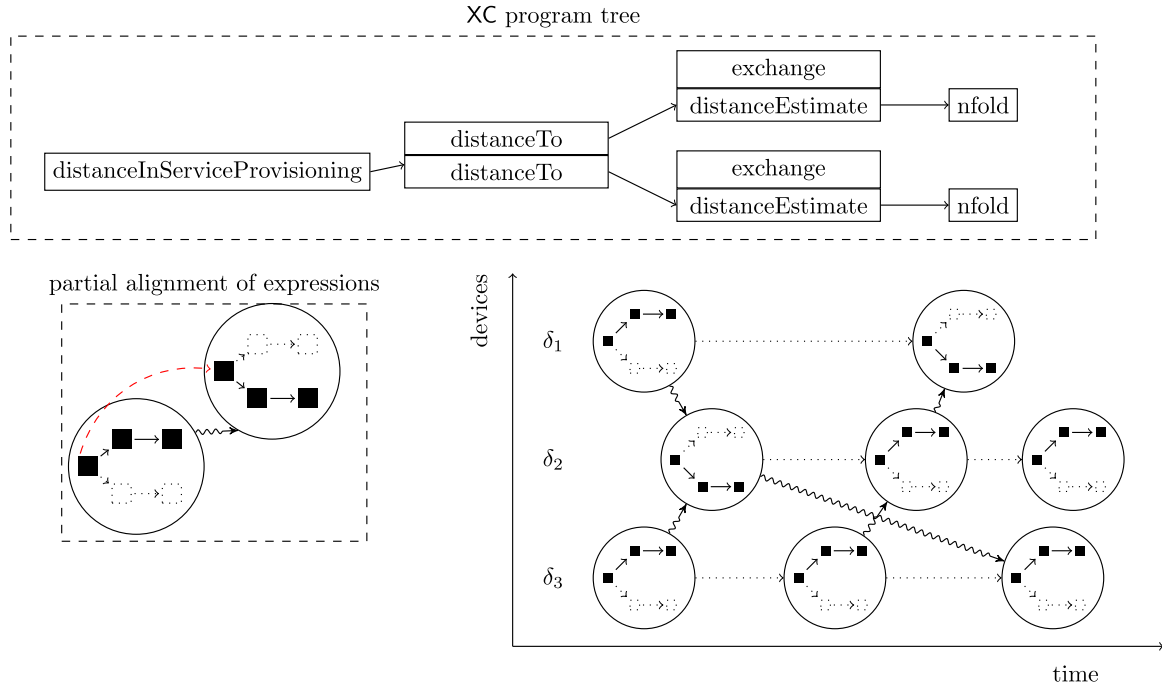 XC program tree
exchange
distanceEstimate
nfold
distanceTo
distanceInServiceProvisioning
distanceTo
exchange
distanceEstimate
nfold
partial alignment of expressions
devices
δ1
δ2
δ3
time